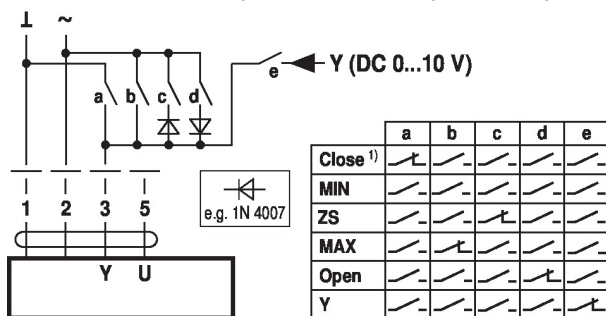 ⊥ ~
a b c d e Y (DC 0...10 V)
1 2 3 5
Y U
e.g. 1N 4007
a b c d e
Close 1)
MIN
ZS
MAX
Open
Y